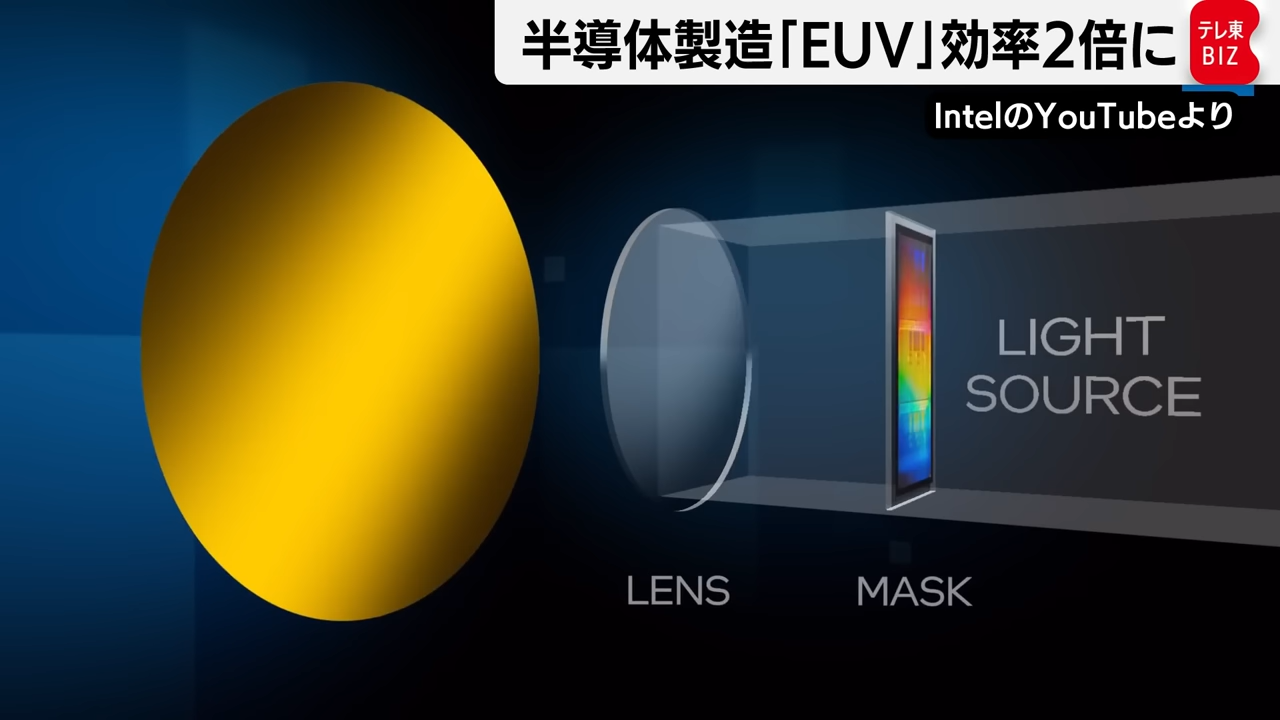 半導体製造「EUV」効率2倍に
テレ東
BIZ
IntelのYouTubeより
LIGHT
SOURCE
LENS
MASK